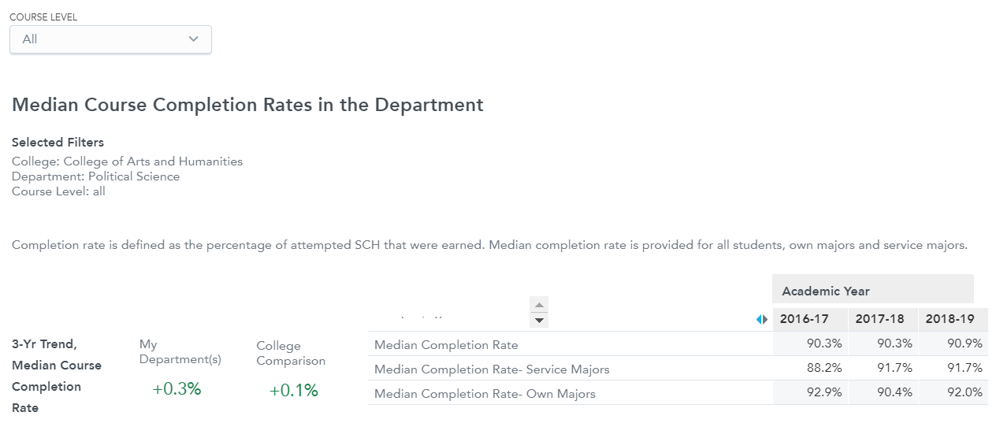 COURSE LEVEL
All
Median Course Completion Rates in the Department
Selected Filters
College: College of Arts and Humanities
Department: Political Science
Course Level: all
Completion rate is defined as the percentage of attempted SCH that were earned. Median completion rate is provided for all students, own majors and service majors.
3-Yr Trend,
Median Course
Completion
Rate
My
Department(s)
+0.3%
College
Comparison
+0.1%
Academic Year
2016-17 2017-18 2018-19
Median Completion Rate 90.3% 90.3% 90.9%
Median Completion Rate- Service Majors 88.2% 91.7% 91.7%
Median Completion Rate- Own Majors 92.9% 90.4% 92.0%